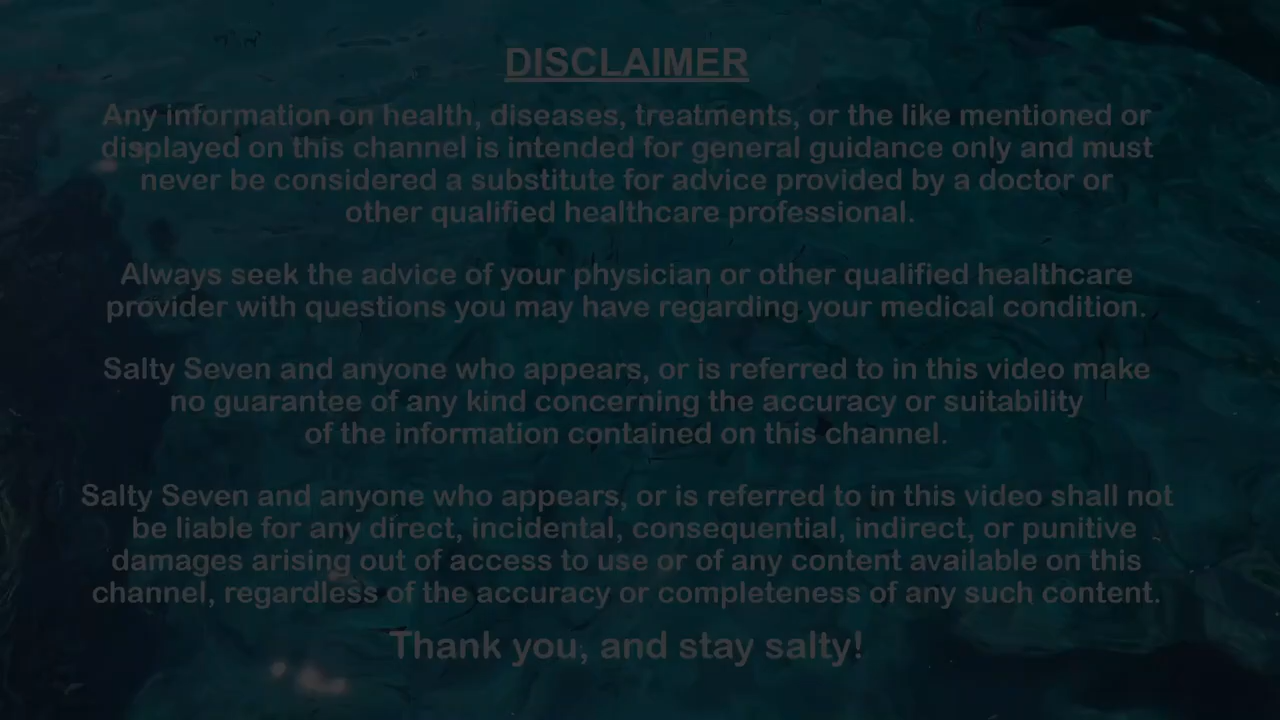 DISCLAIMER
Any information on health, diseases, treatments, or the like mentioned or
displayed on this channel is intended for general guidance only and must
never be considered a substitute for advice provided by a doctor or
other qualified healthcare professional.
Always seek the advice of your physician or other qualified healthcare
provider with questions you may have regarding your medical condition.
Salty Seven and anyone who appears, or is referred to in this video make
no guarantee of any kind concerning the accuracy or suitability
of the information contained on this channel.
Salty Seven and anyone who appears, or is referred to in this video shall not
be liable for any direct, incidental, consequential, indirect, or punitive
damages arising out of access to use or of any content available on this
channel, regardless of the accuracy or completeness of any such content.
Thank you, and stay salty!